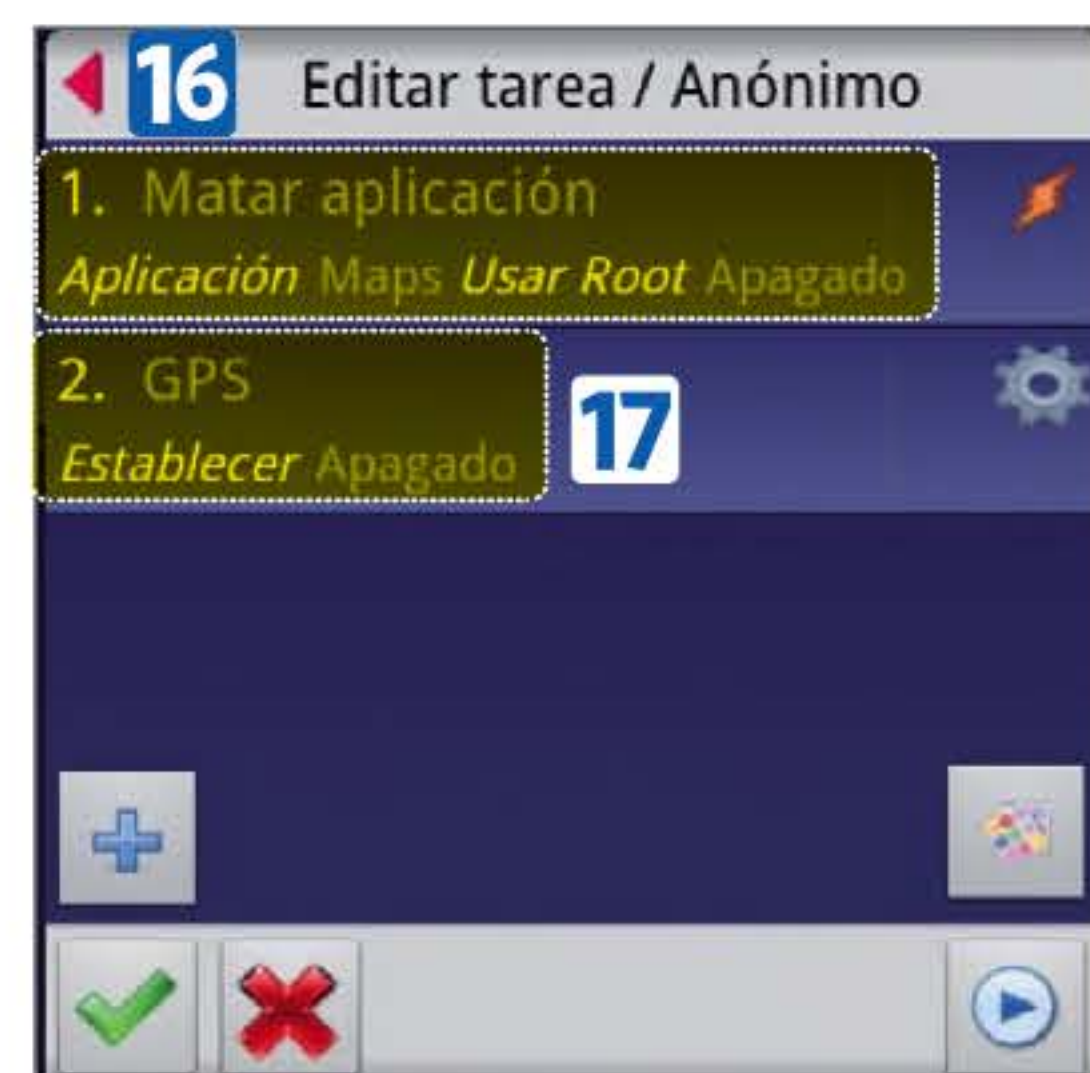 16 Editar tarea / Anónimo
1. Matar aplicación
Aplicación Maps Usar Root Apagado
2. GPS
17
Establecer Apagado